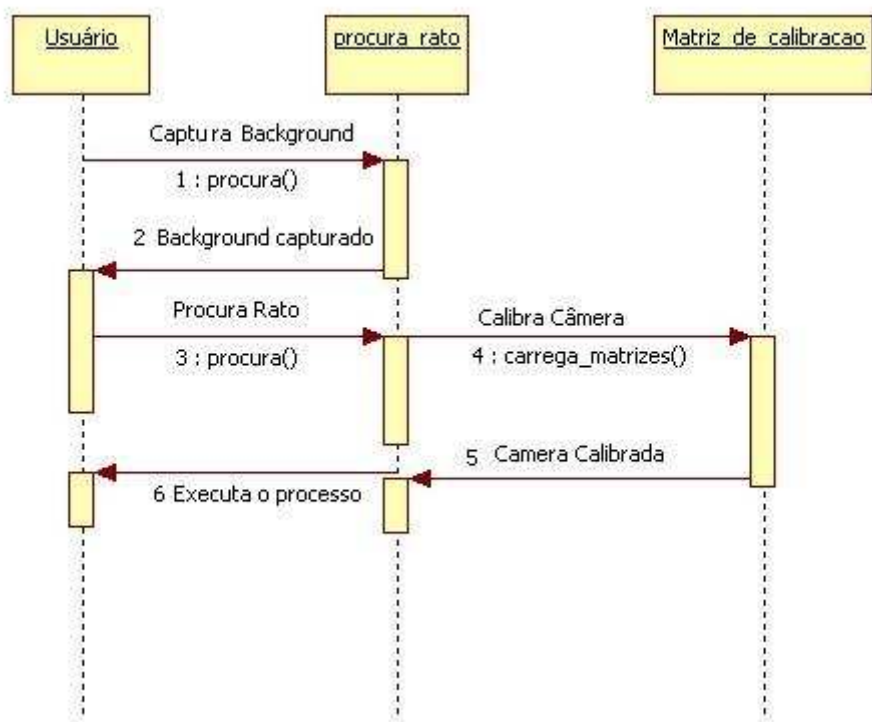 Usuário
procura rato
Matriz de calibracao
Captura Background
1 : procura()
2 Background capturado
Procura Rato
3 : procura()
Calibra Câmera
4 : carrega_matrizes()
5 Camera Calibrada
6 Executa o processo